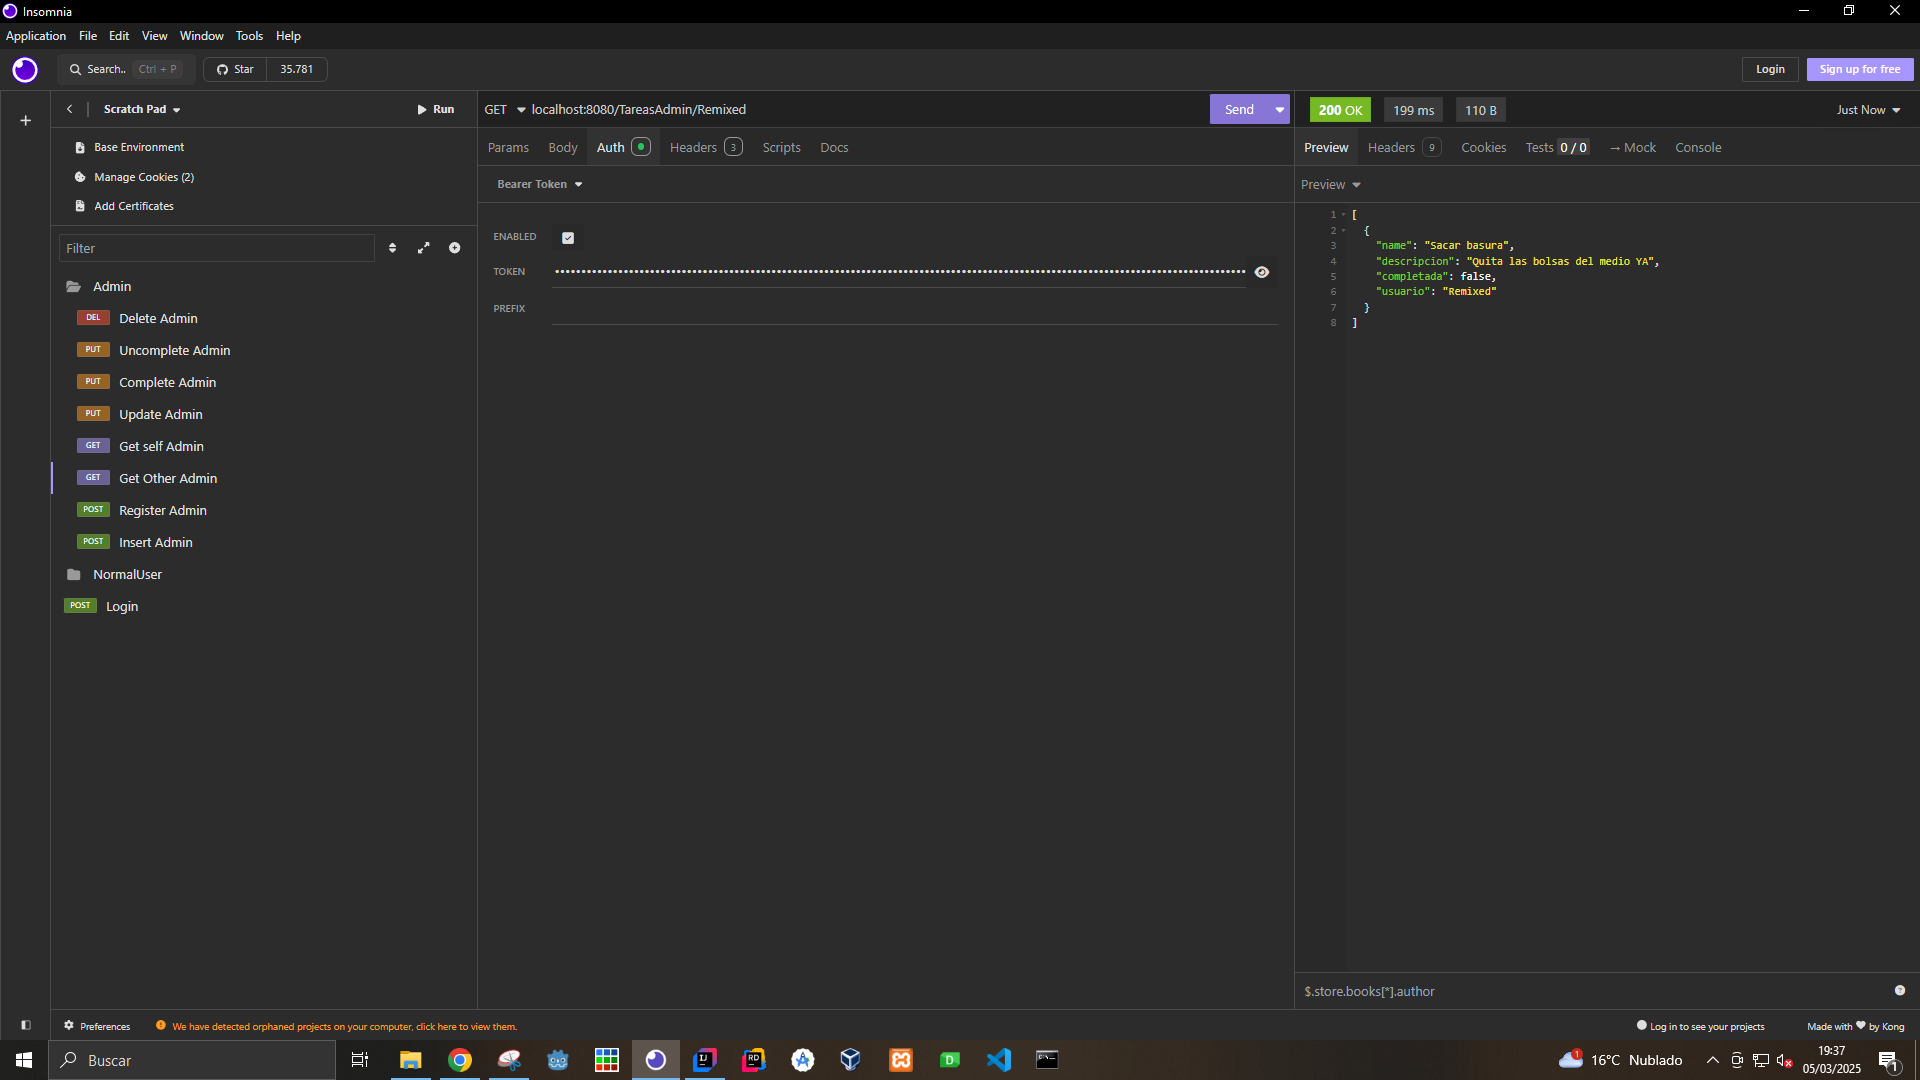 Insomnia
Application File Edit View Window Tools Help
Search.. Ctrl + P Star 35.781 Login Sign up for free
Scratch Pad Run GET localhost:8080/TareasAdmin/Remixed Send 200 OK 199 ms 110 B Just Now
Base Environment Params Body Auth Headers 3 Scripts Docs Preview Headers 9 Cookies Tests 0 / 0 → Mock Console
Manage Cookies (2) Bearer Token Preview
Add Certificates
1 [
2 {
ENABLED
3 "name": "Sacar basura",
Filter
4 "descripcion": "Quita las bolsas del medio YA",
TOKEN
5 "completada": false,
Admin
6 "usuario": "Remixed"
PREFIX
7 }
DEL Delete Admin
8 ]
PUT Uncomplete Admin
PUT Complete Admin
PUT Update Admin
GET Get self Admin
GET Get Other Admin
POST Register Admin
POST Insert Admin
NormalUser
POST Login
$.store.books[*].author
Preferences We have detected orphaned projects on your computer, click here to view them. Log in to see your projects Made with ❤ by Kong
Buscar 16°C Nublado 19:37
05/03/2025